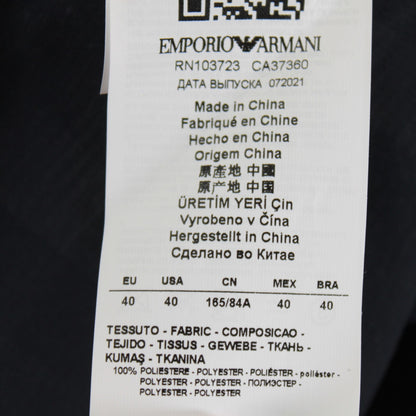 EMPORIO ARMANI
RN103723 CA37360
ДАТА ВЫПУСКА 072021
Made in China
Fabriqué en Chine
Hecho en China
Origem China
原產地 中國
原产地 中国
ÜRETİM YERİ Çin
Vyrobeno v Čína
Hergestellt in China
Сделано во Китае
EU USA CN MEX BRA
40 40 165/84A 40 40
TESSUTO - FABRIC - COMPOSICAO -
TEJIDO - TISSUS - GEWEBE - ТКАНЬ -
KUMAŞ - TKANINA
100% POLIESTERE - POLYESTER - POLIÉSTER - poliéster
- POLYESTER - POLYESTER - ПОЛИЭСТЕР -
POLYESTER - POLYESTER